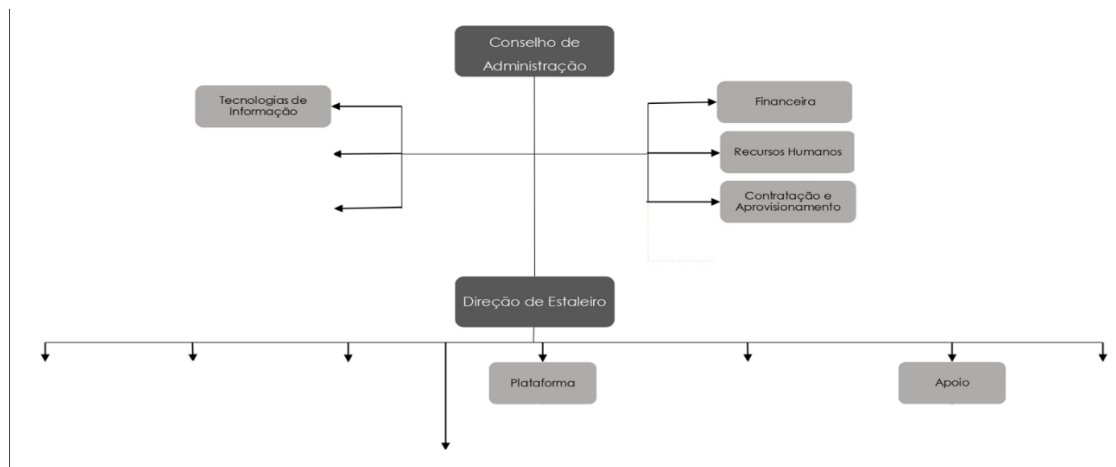 Conselho de
Administração
Tecnologias de
Informação
Financeira
Recursos Humanos
Contratação e
Aprovisionamento
Direção de Estaleiro
Plataforma
Apoio